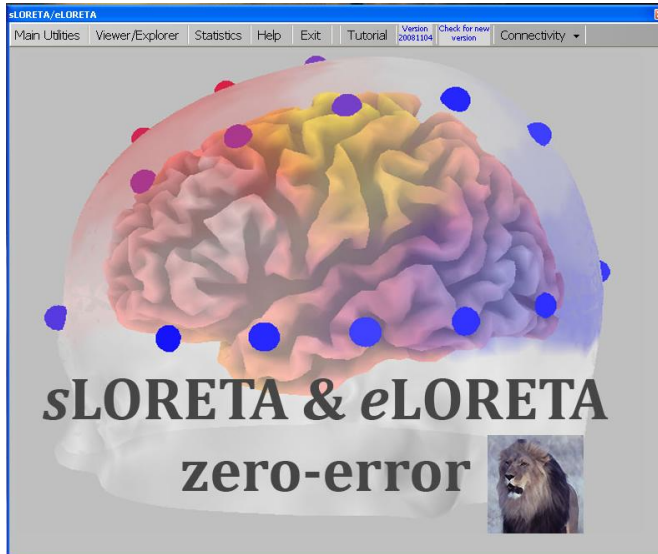 sLORETA/eLORETA
Main Utilities Viewer/Explorer Statistics Help Exit Tutorial Version 20081104 Check for new version Connectivity
sLORETA & eLORETA
zero-error